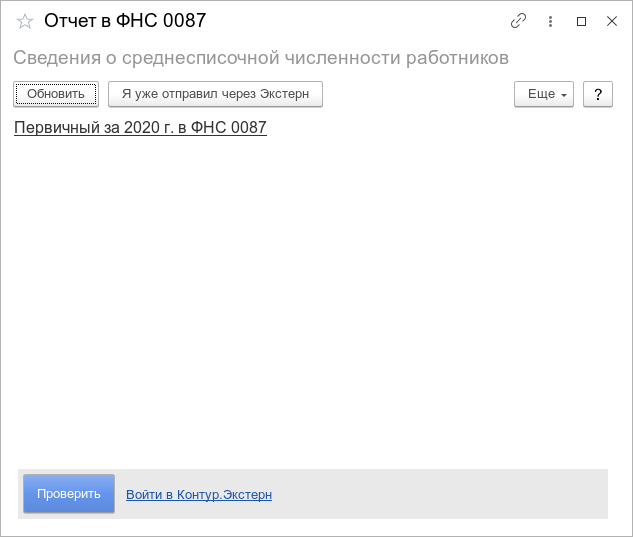 Отчет в ФНС 0087
Сведения о среднесписочной численности работников
Обновить Я уже отправил через Экстерн Еще ?
Первичный за 2020 г. в ФНС 0087
Проверить Войти в Контур.Экстерн